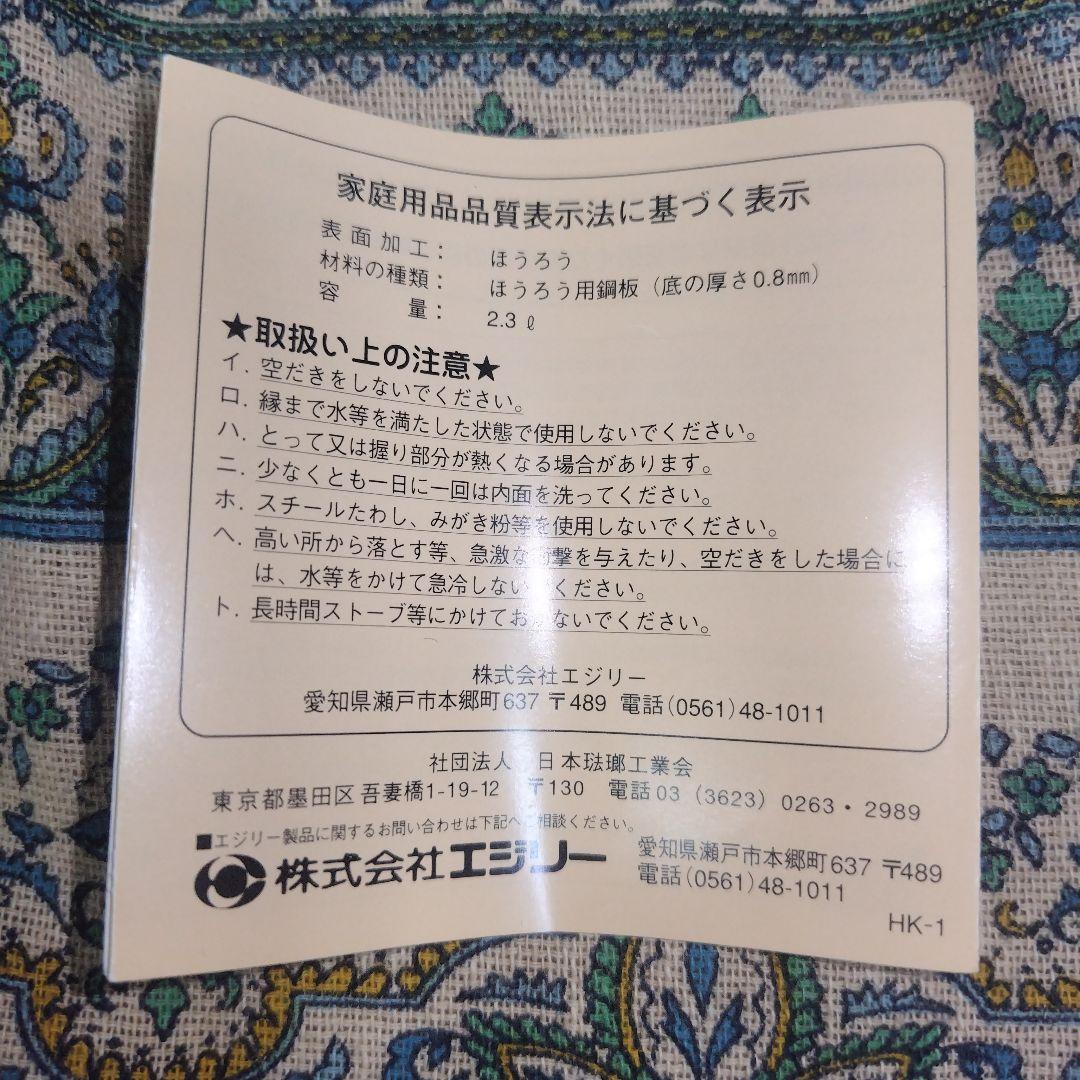 家庭用品品質表示法に基づく表示
表面加工： ほうろう
材料の種類： ほうろう用鋼板（底の厚さ0.8mm）
容量： 2.3ℓ
★取扱い上の注意★
イ．空だきをしないでください。
ロ．縁まで水等を満たした状態で使用しないでください。
ハ．とって又は握り部分が熱くなる場合があります。
ニ．少なくとも一日に一回は内面を洗ってください。
ホ．スチールたわし、みがき粉等を使用しないでください。
ヘ．高い所から落とす等、急激な衝撃を与えたり、空だきをした場合に
は、水等をかけて急冷しないでください。
ト．長時間ストーブ等にかけておかないでください。
株式会社エジリー
愛知県瀬戸市本郷町637 〒489 電話(0561)48-1011
社団法人 日本琺瑯工業会
東京都墨田区吾妻橋1-19-12 〒130 電話03（3623）0263・2989
■エジリー製品に関するお問い合わせは下記へご相談ください。
株式会社エジリー
愛知県瀬戸市本郷町637 〒489
電話(0561)48-1011
HK-1